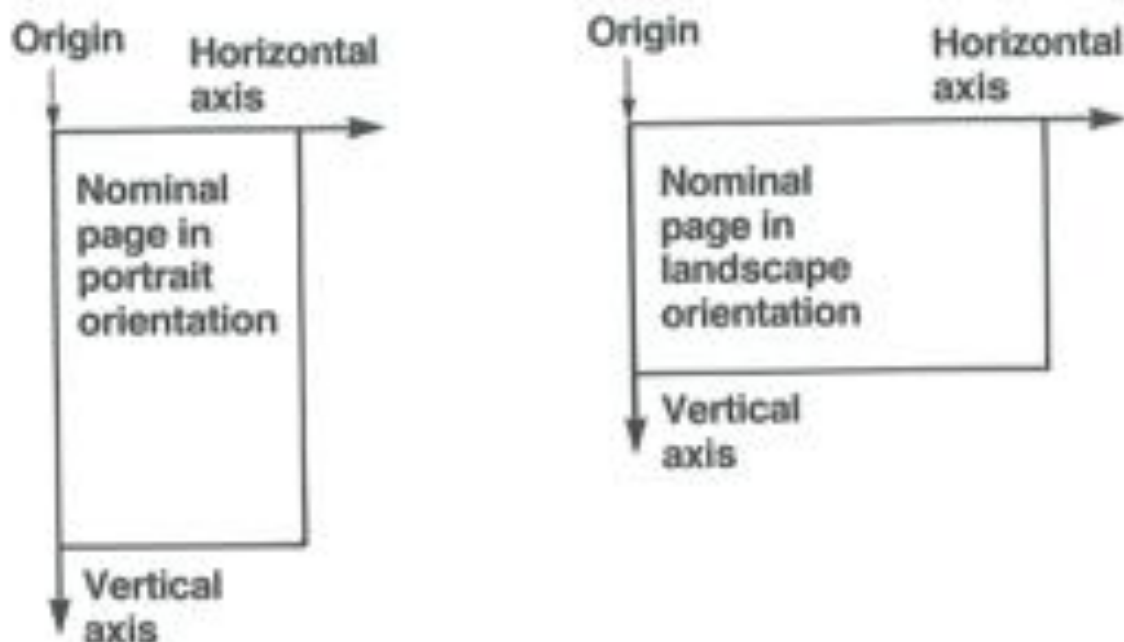 Origin
Horizontal
axis
Nominal
page in
portrait
orientation
Vertical
axis
Origin
Horizontal
axis
Nominal
page in
landscape
orientation
Vertical
axis